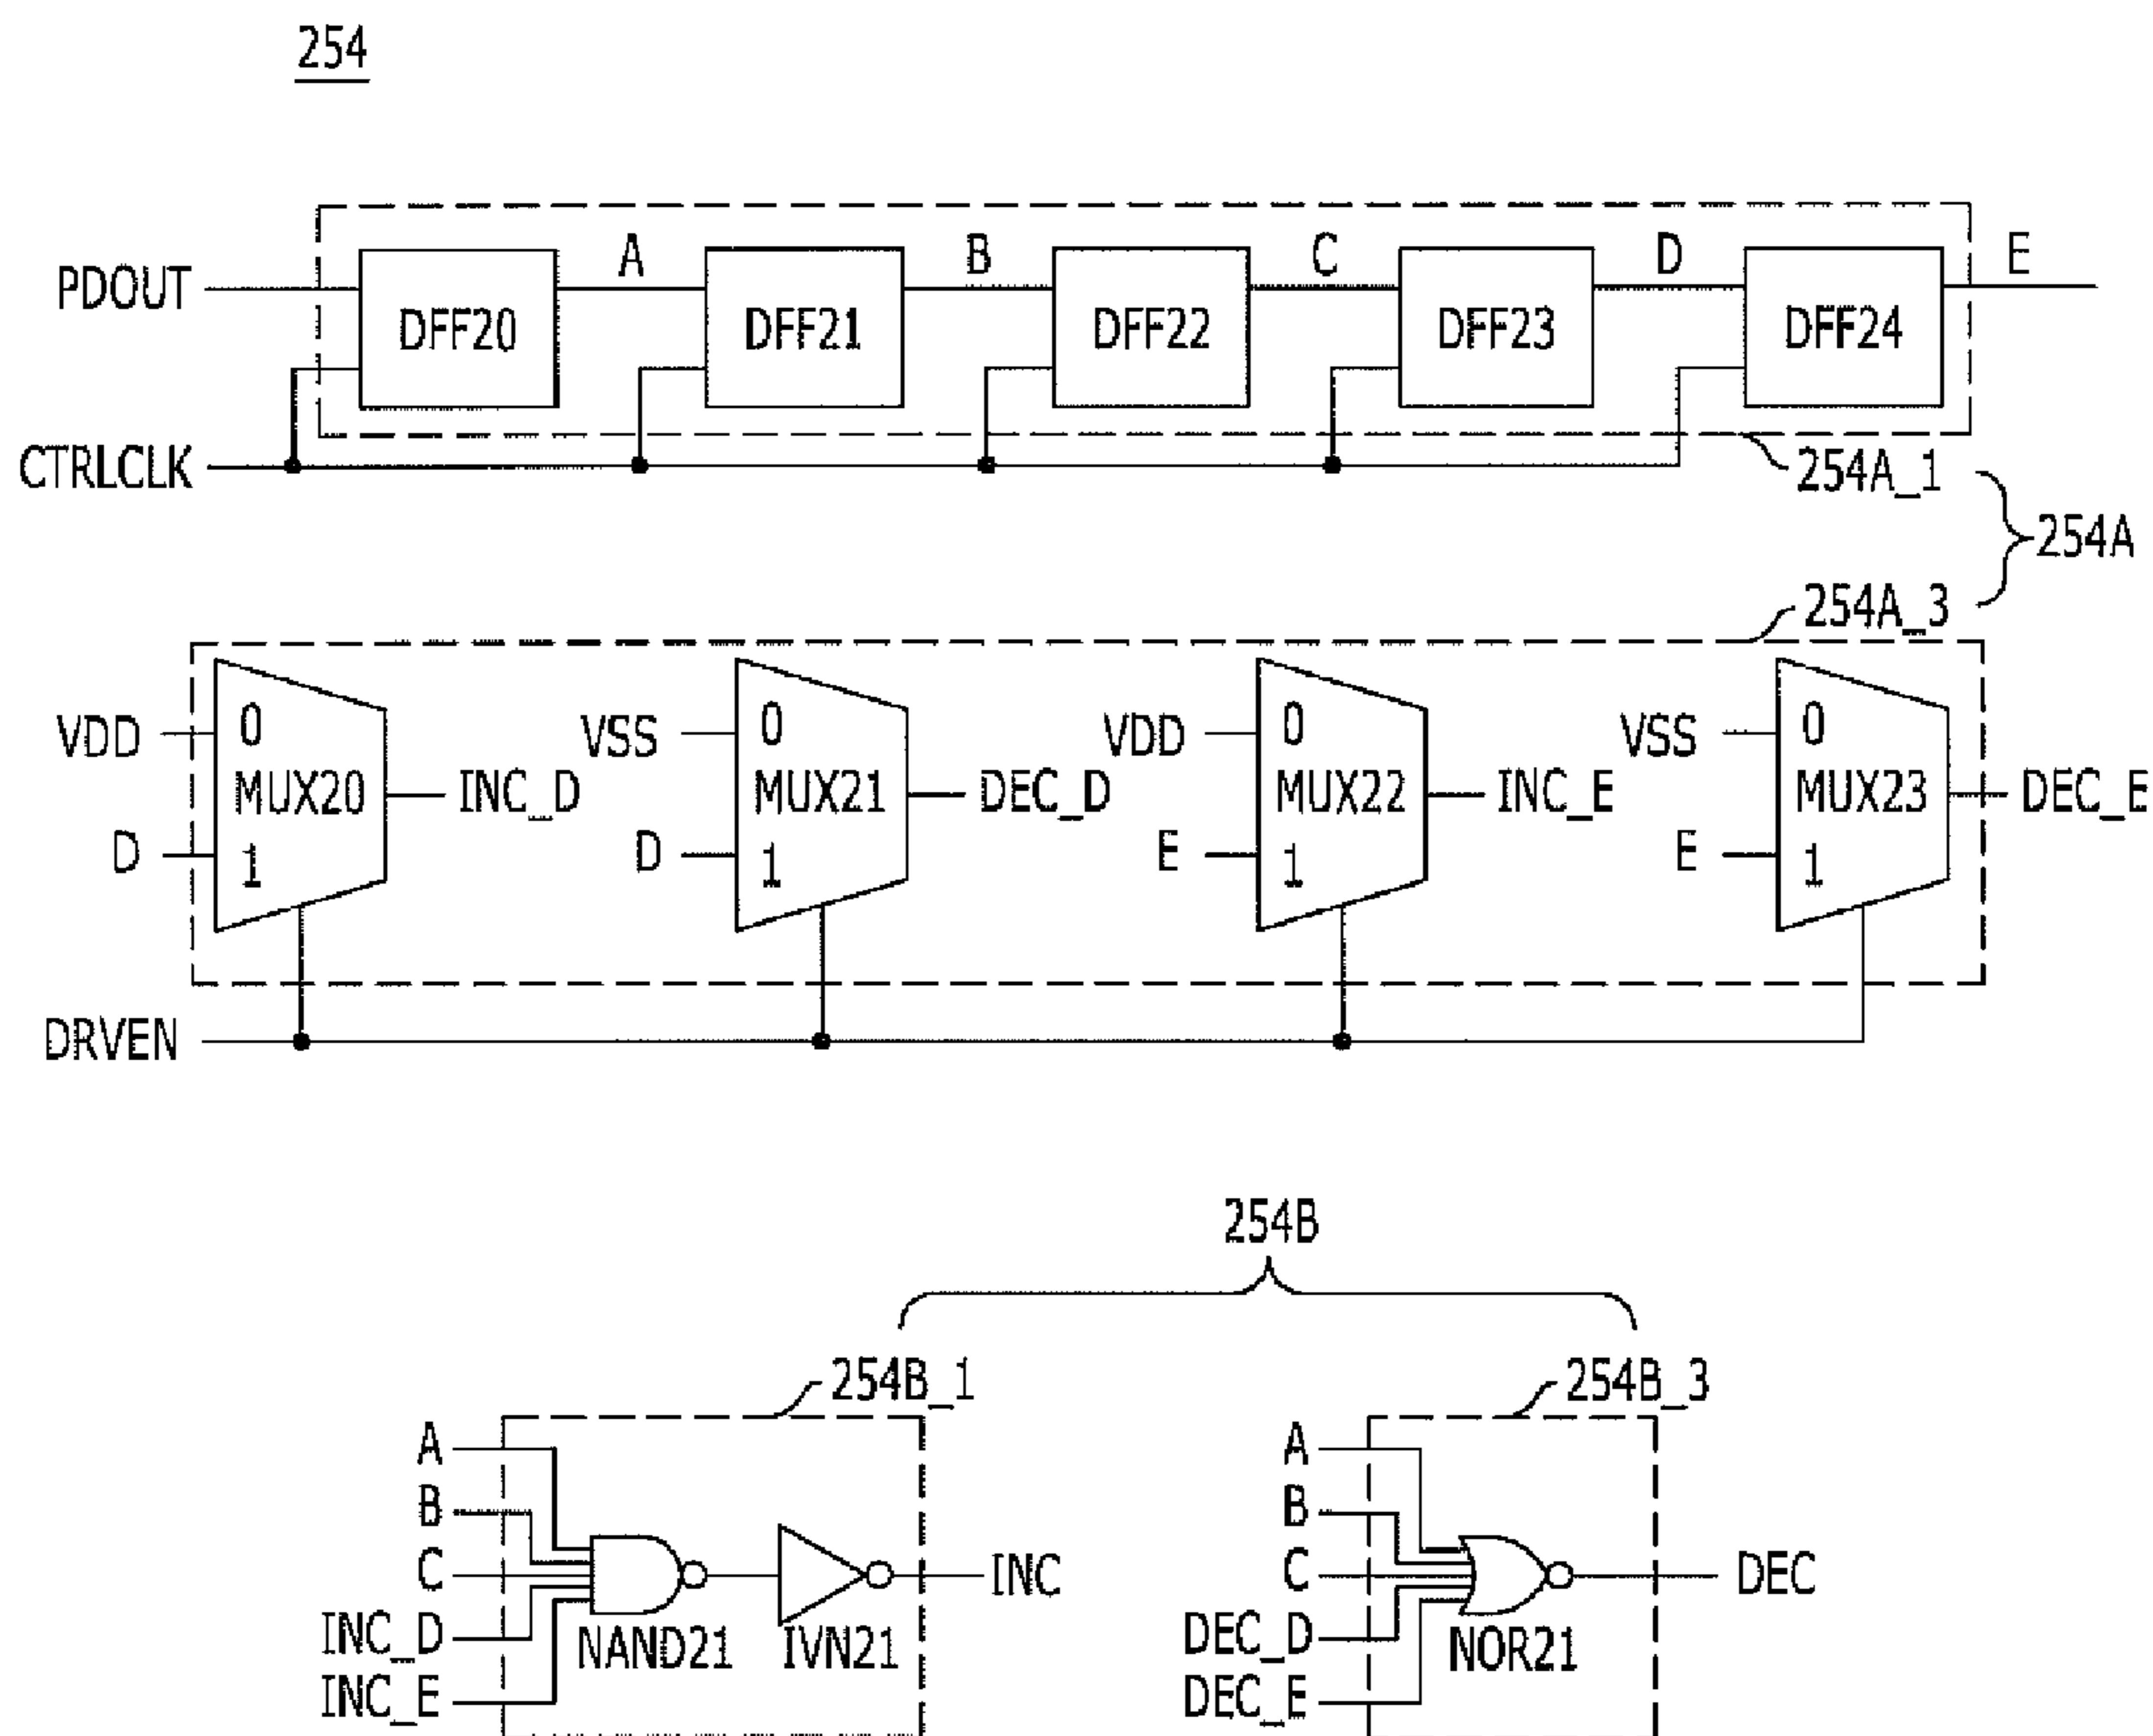 254
A B C D E
PDOUT
DFF20 DFF21 DFF22 DFF23 DFF24
CTRLCLK
254A_1
254A
254A_3
VDD 0 VSS 0 VDD 0 VSS 0
MUX20 INC_D MUX21 DEC_D MUX22 INC_E MUX23 DEC_E
D 1 D 1 E 1 E 1
DRVEN
254B
254B_1 254B_3
A A
B B
C INC C DEC
INC_D NAND21 IVN21 DEC_D NOR21
INC_E DEC_E